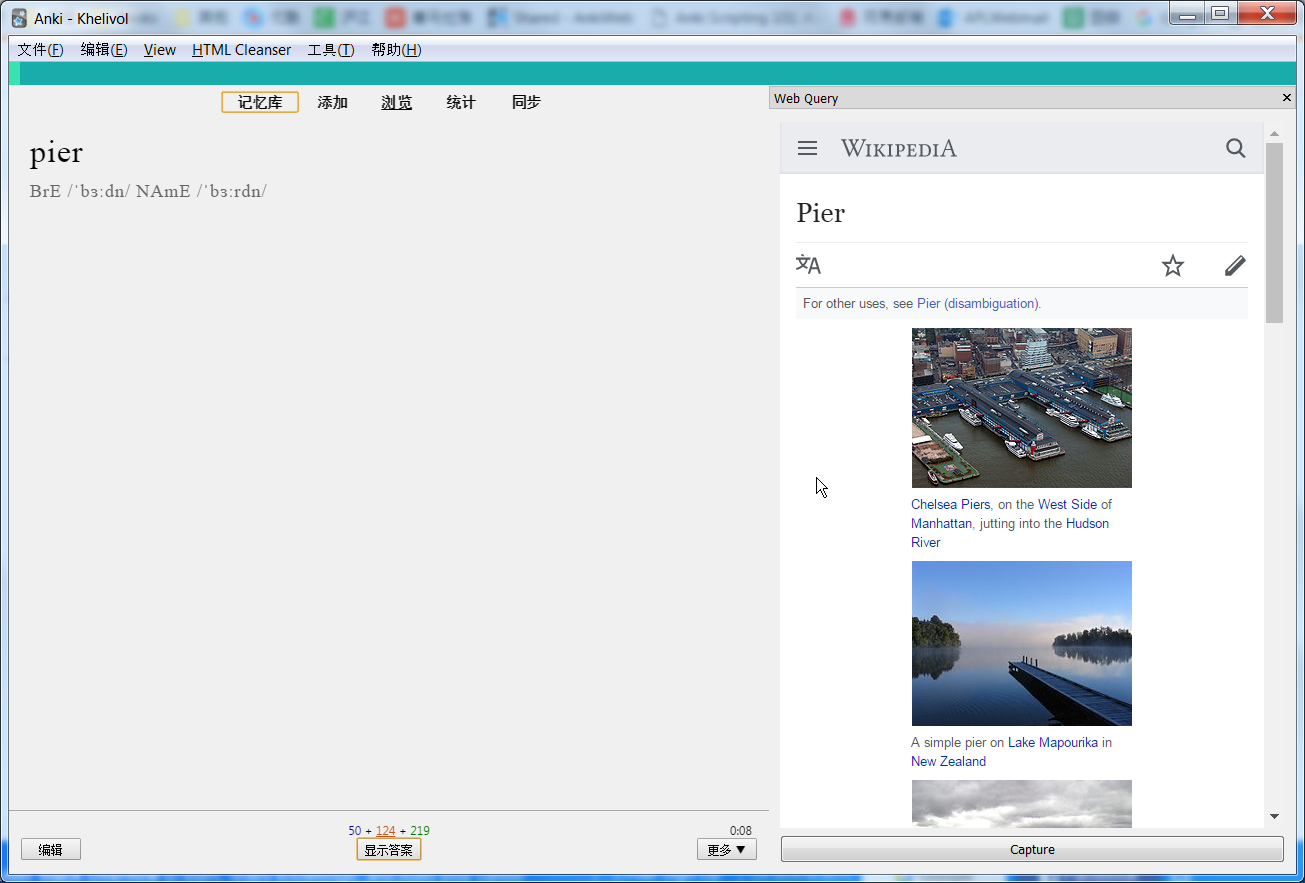 Anki - Khelivol
文件(F) 编辑(E) View HTML Cleanser 工具(T) 帮助(H)
记忆库 添加 浏览 统计 同步
pier
BrE /ˈbɜːdn/ NAmE /ˈbɜːrdn/
50 + 124 + 219
0:08
编辑
显示答案
更多 ▼
Web Query
WIKIPEDIA
Pier
For other uses, see Pier (disambiguation).
Chelsea Piers, on the West Side of
Manhattan, jutting into the Hudson
River
A simple pier on Lake Mapourika in
New Zealand
Capture